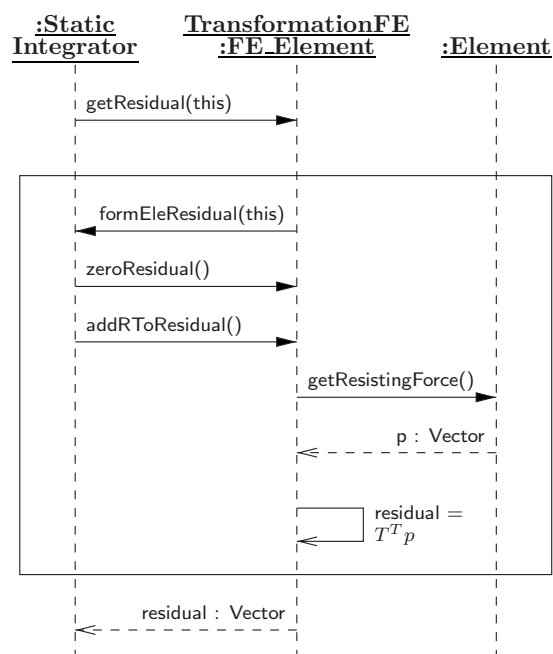 :Static
Integrator
TransformationFE
:FE_Element
:Element
getResidual(this)
formEleResidual(this)
zeroResidual()
addRToResidual()
getResistingForce()
p : Vector
residual =
T^T p
residual : Vector